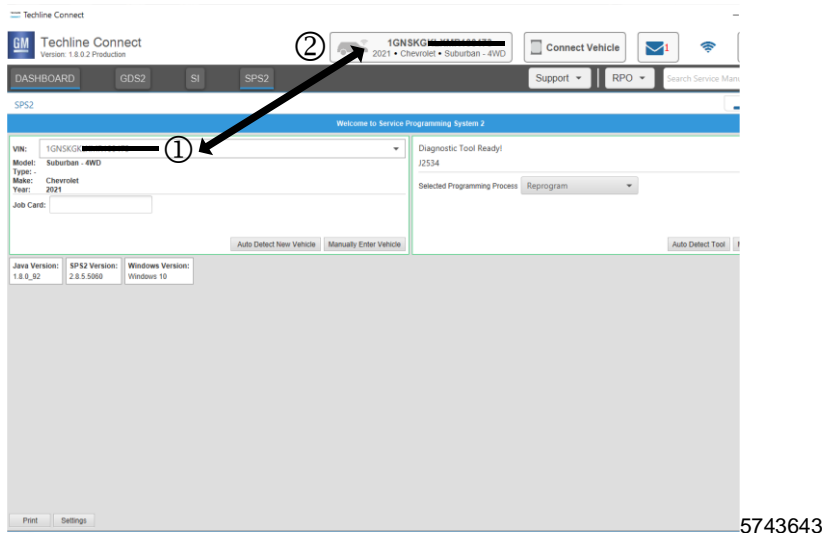 Techline Connect
GM
Techline Connect
Version: 1.8.0.2 Production
②
2021 • Chevrolet • Suburban - 4WD
Connect Vehicle
1
DASHBOARD
GDS2
SI
SPS2
Support
RPO
Search Service Manu
SPS2
Welcome to Service Programming System 2
VIN: 1GNSKGK
①
Model: Suburban - 4WD
Type: -
Make: Chevrolet
Year: 2021
Job Card:
Auto Detect New Vehicle
Manually Enter Vehicle
Diagnostic Tool Ready!
J2534
Selected Programming Process
Reprogram
Auto Detect Tool
Java Version:
1.8.0_92
SPS2 Version:
2.8.5.5060
Windows Version:
Windows 10
Print
Settings
5743643